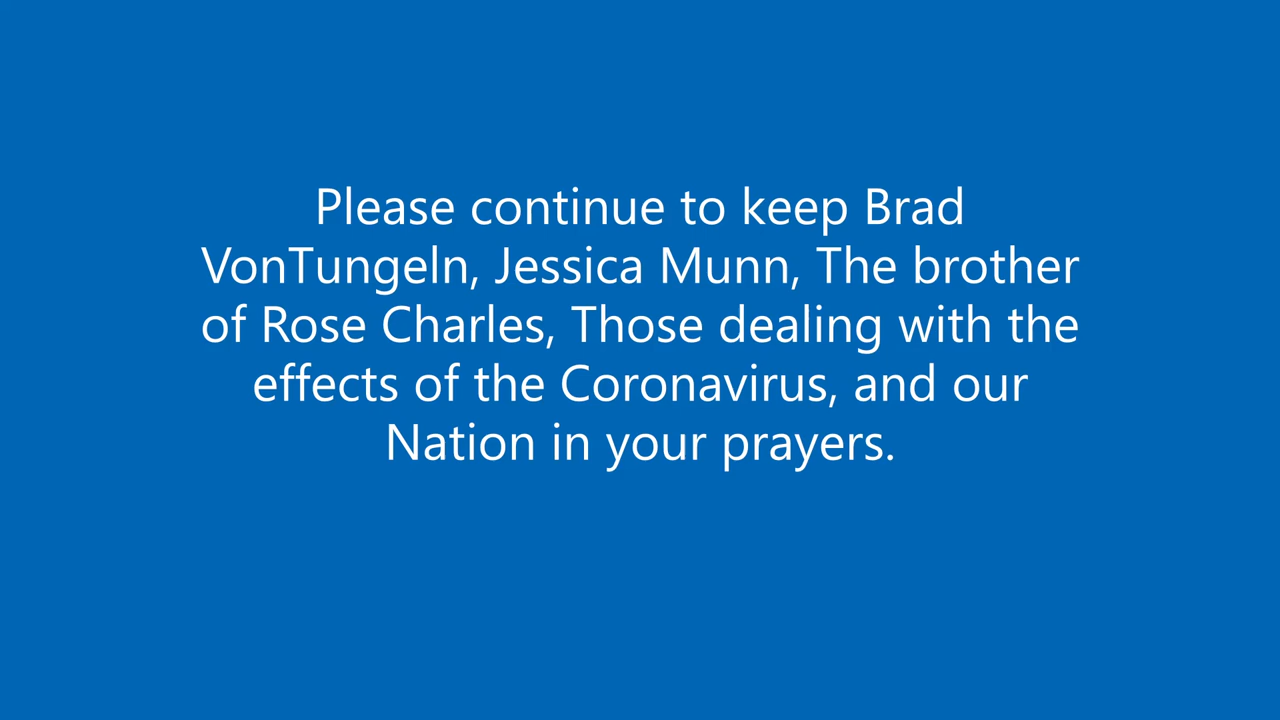 Please continue to keep Brad
VonTungeln, Jessica Munn, The brother
of Rose Charles, Those dealing with the
effects of the Coronavirus, and our
Nation in your prayers.